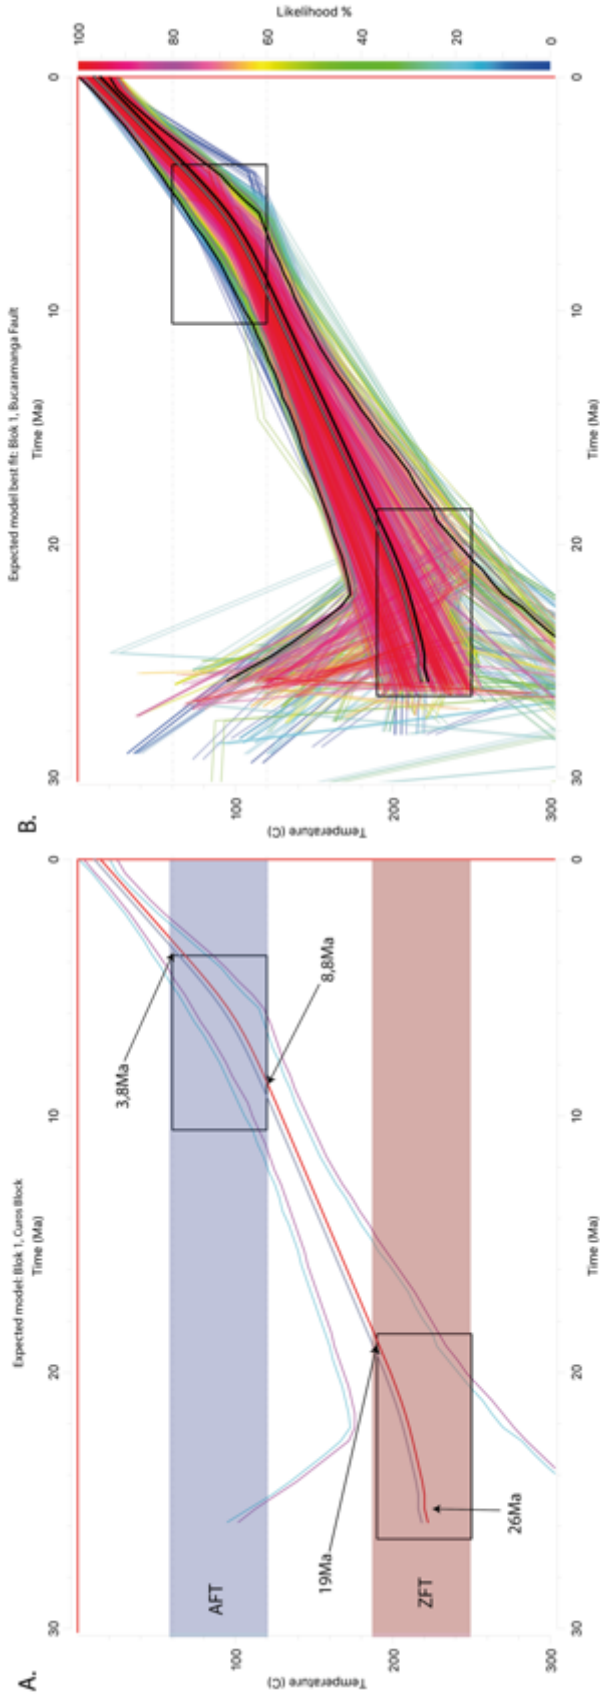 A.
Expected model: Blok 1, Curos Block
Time (Ma)
30
20
10
0
Temperature (C)
100
200
300
AFT
ZFT
3,8Ma
8,8Ma
19Ma
26Ma
30
20
10
0
Time (Ma)
B.
Expected model best fit: Blok 1, Bucaramanga Fault
Time (Ma)
30
20
10
0
Temperature (C)
100
200
300
30
20
10
0
Time (Ma)
Likelihood %
100
80
60
40
20
0